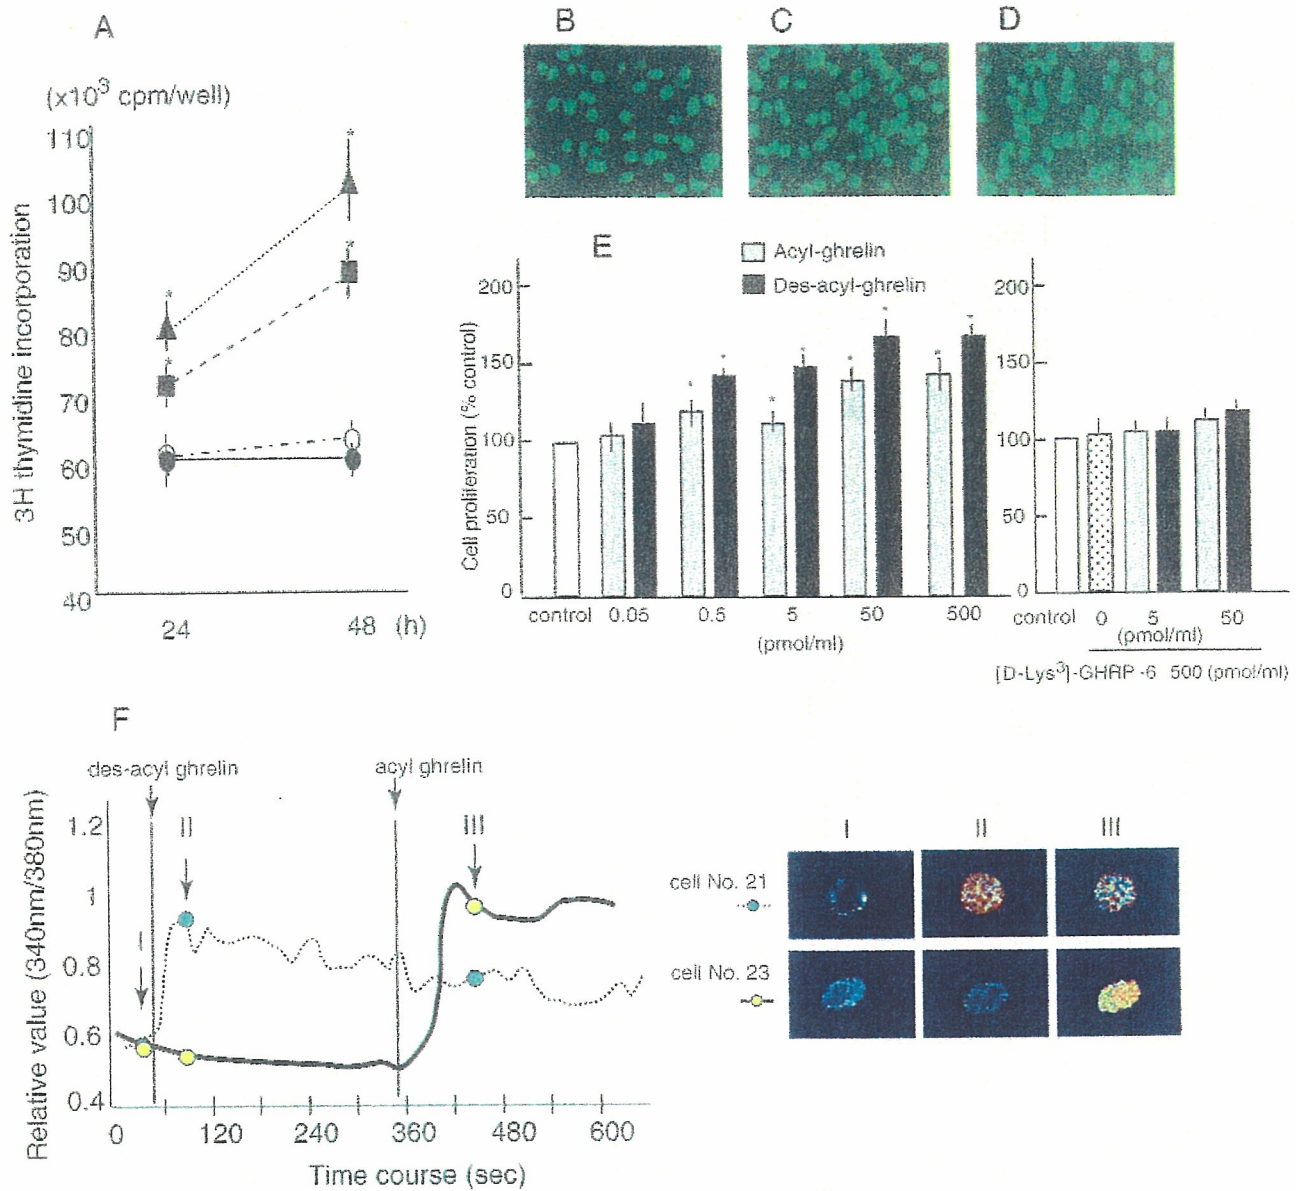 A
(x10³ cpm/well)
3H thymidine incorporation
110
100
90
80
70
60
50
40
24 48 (h)
* * * *
B C D
E
Acyl-ghrelin
Des-acyl-ghrelin
Cell proliferation (% control)
200
150
100
50
0
* * * * * * * *
control 0.05 0.5 5 50 500
(pmol/ml)
200
150
100
50
0
control 0 5 50
(pmol/ml)
[D-Lys³]-GHRP -6 500 (pmol/ml)
F
des-acyl ghrelin
acyl ghrelin
I
II
III
Relative value (340nm/380nm)
1.2
1
0.8
0.6
0.4
0 120 240 360 480 600
Time course (sec)
I II III
cell No. 21
cell No. 23